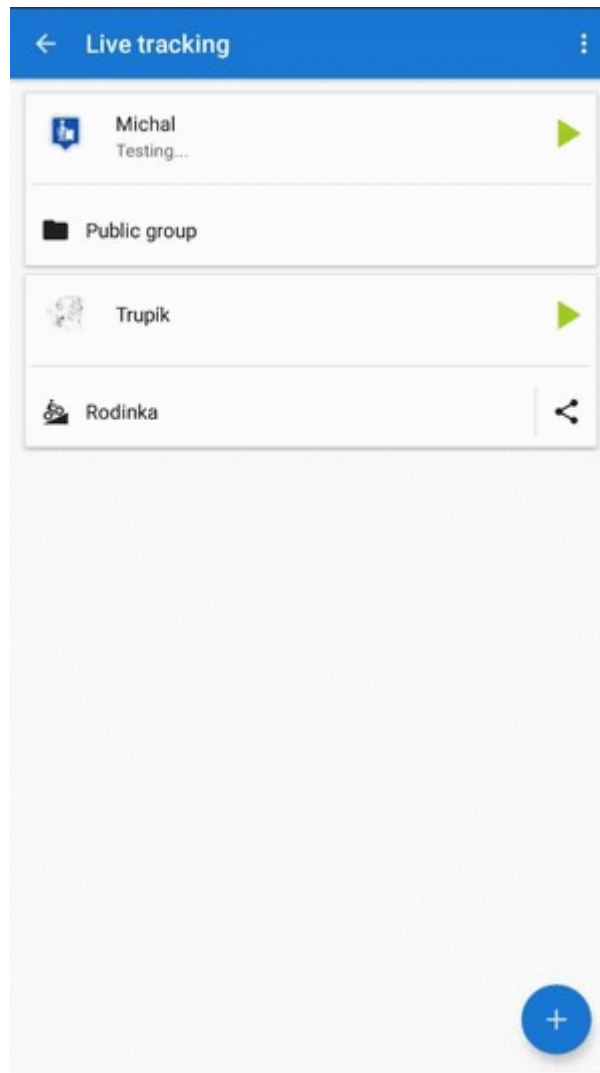 Live tracking
Michal
Testing...
Public group
Trupik
Rodinka